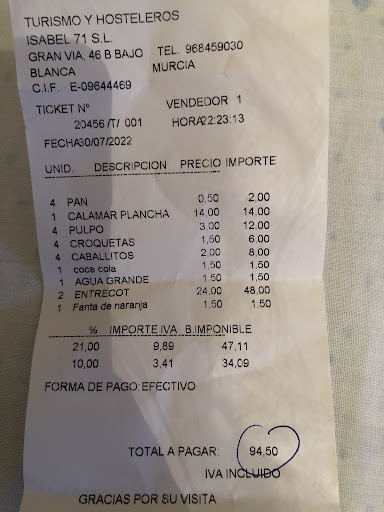 TURISMO Y HOSTELEROS
ISABEL 71 S.L.
GRAN VIA, 46 B BAJO TEL. 968459030
BLANCA MURCIA
C.I.F. E-09644469
TICKET Nº VENDEDOR 1
20456 /T/ 001 HORA22:23:13
FECHA30/07/2022
UNID. DESCRIPCION PRECIO IMPORTE
4 PAN 0,50 2,00
1 CALAMAR PLANCHA 14,00 14,00
4 PULPO 3,00 12,00
4 CROQUETAS 1,50 6,00
4 CABALLITOS 2,00 8,00
1 coca cola 1,50 1,50
1 AGUA GRANDE 1,50 1,50
2 ENTRECOT 24,00 48,00
1 Fanta de naranja 1,50 1,50
% IMPORTE IVA B.IMPONIBLE
21,00 9,89 47,11
10,00 3,41 34,09
FORMA DE PAGO:EFECTIVO
TOTAL A PAGAR: 94,50
IVA INCLUIDO
GRACIAS POR SU VISITA